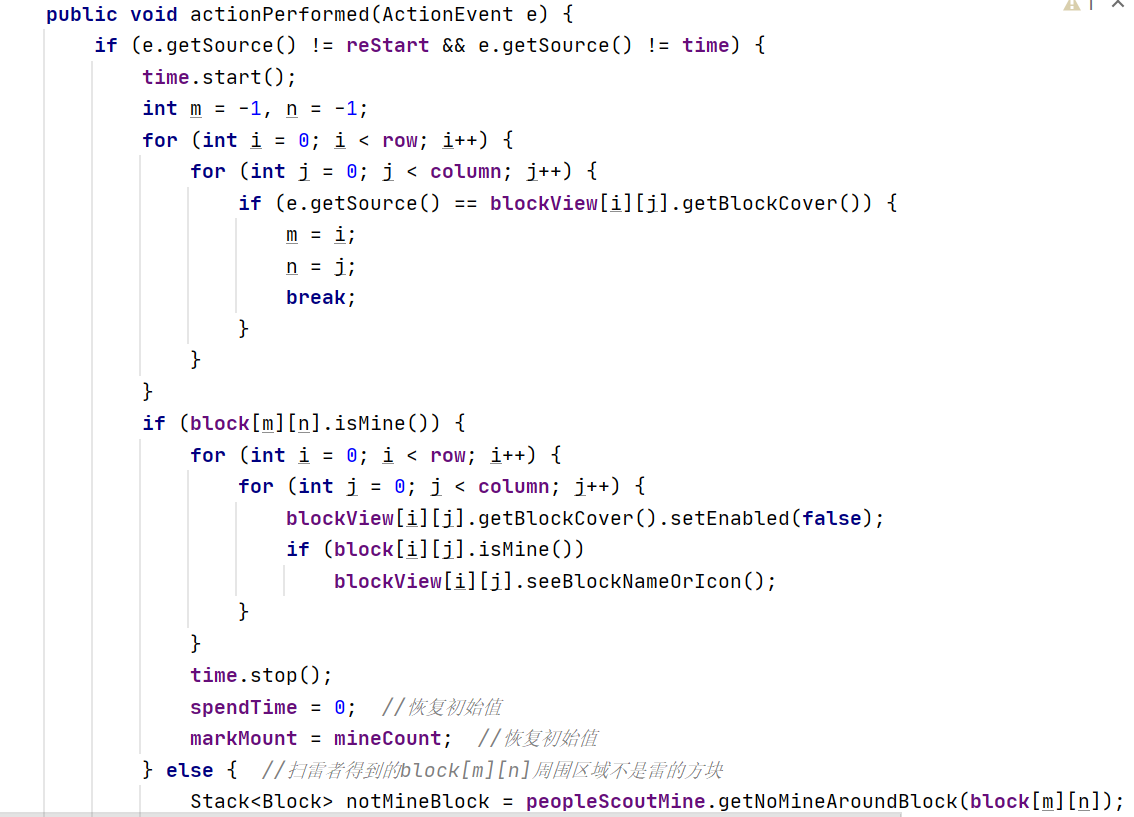 public void actionPerformed(ActionEvent e) {
    if (e.getSource() != reStart && e.getSource() != time) {
        time.start();
        int m = -1, n = -1;
        for (int i = 0; i < row; i++) {
            for (int j = 0; j < column; j++) {
                if (e.getSource() == blockView[i][j].getBlockCover()) {
                    m = i;
                    n = j;
                    break;
                }
            }
        }
        if (block[m][n].isMine()) {
            for (int i = 0; i < row; i++) {
                for (int j = 0; j < column; j++) {
                    blockView[i][j].getBlockCover().setEnabled(false);
                    if (block[i][j].isMine())
                        blockView[i][j].seeBlockNameOrIcon();
                }
            }
            time.stop();
            spendTime = 0;  //恢复初始值
            markMount = mineCount;  //恢复初始值
        } else {  //扫雷者得到的block[m][n]周围区域不是雷的方块
            Stack<Block> notMineBlock = peopleScoutMine.getNoMineAroundBlock(block[m][n]);